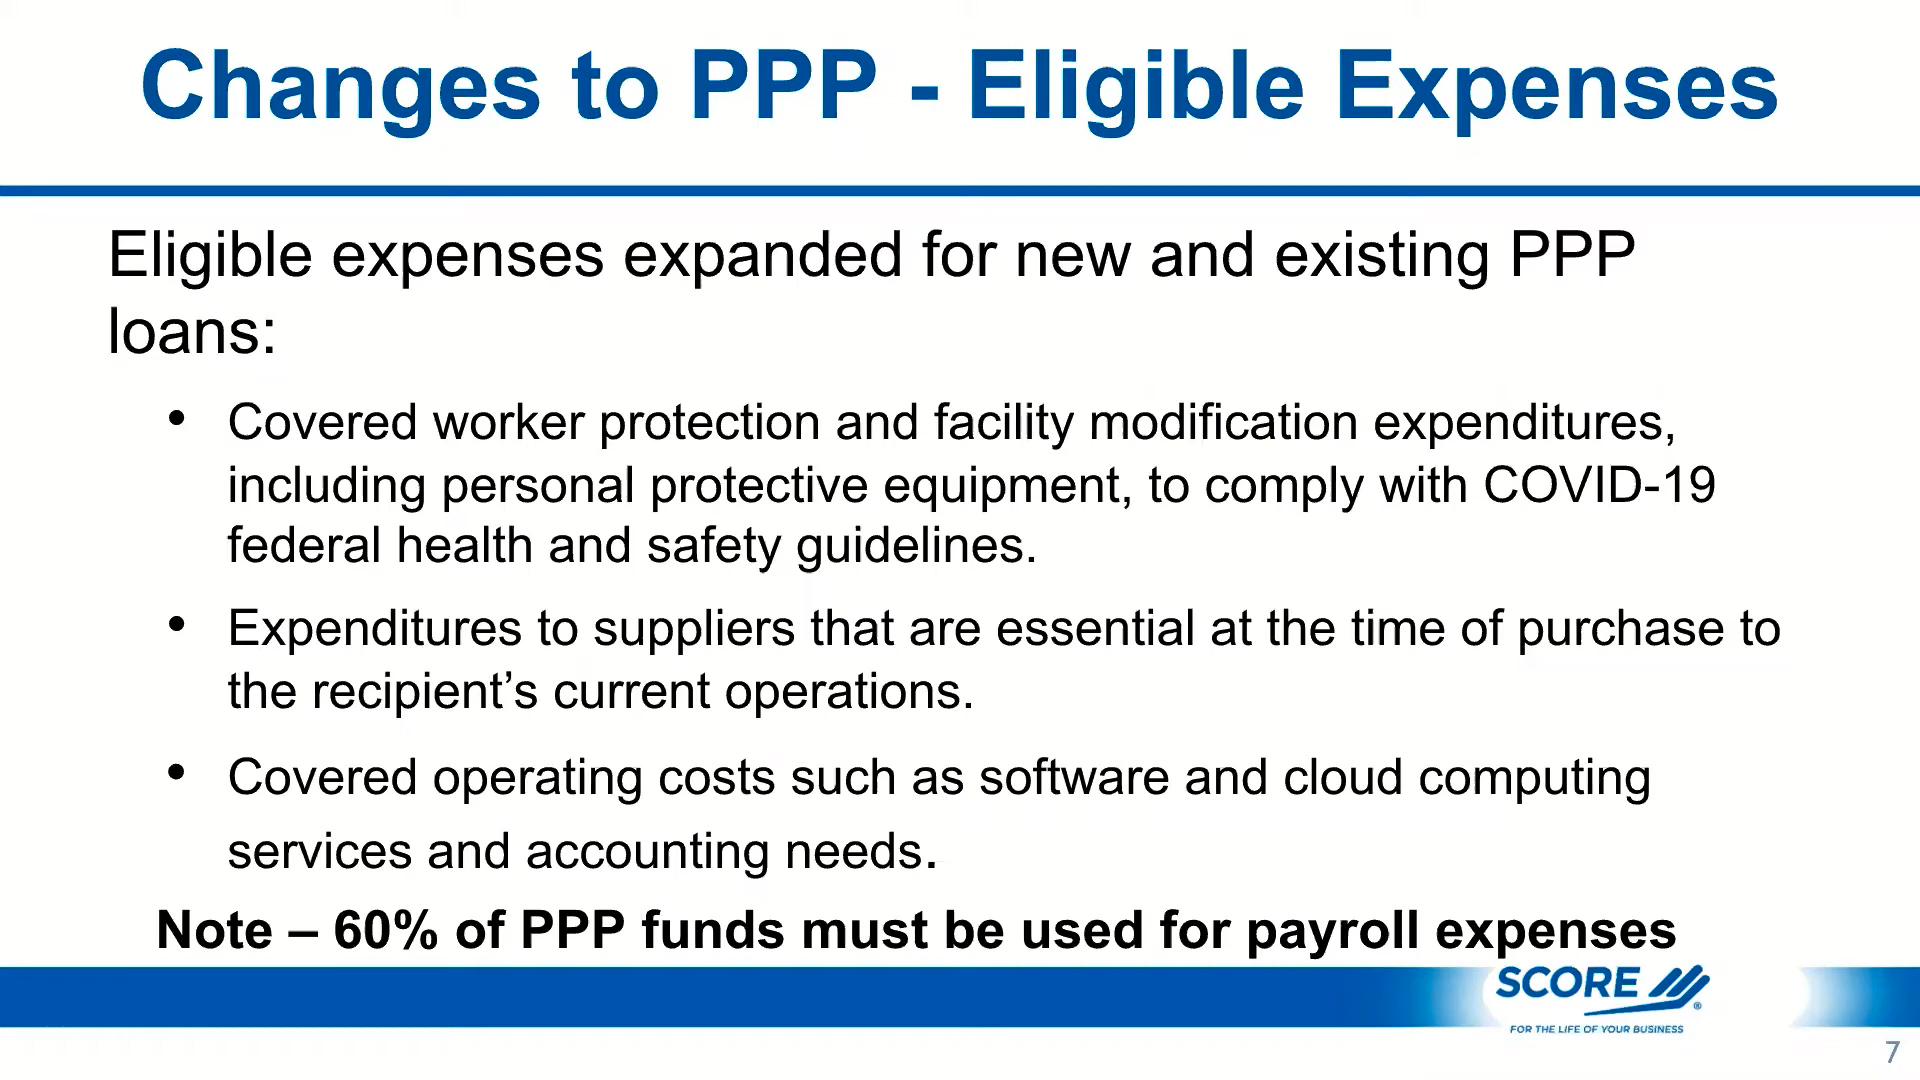 Changes to PPP - Eligible Expenses
Eligible expenses expanded for new and existing PPP
loans:
• Covered worker protection and facility modification expenditures,
including personal protective equipment, to comply with COVID-19
federal health and safety guidelines.
• Expenditures to suppliers that are essential at the time of purchase to
the recipient’s current operations.
• Covered operating costs such as software and cloud computing
services and accounting needs.
Note – 60% of PPP funds must be used for payroll expenses
SCORE ®
FOR THE LIFE OF YOUR BUSINESS
7